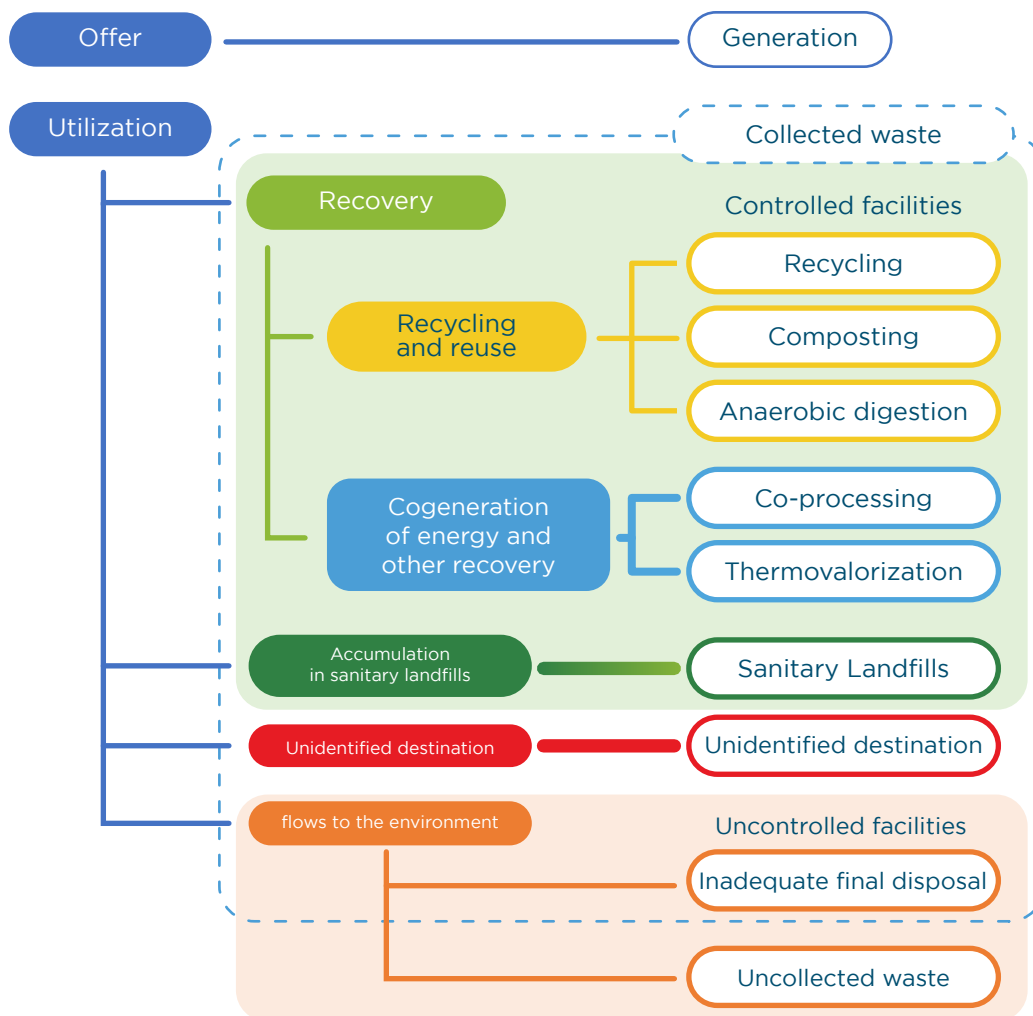 Offer
Generation
Utilization
Collected waste
Recovery
Controlled facilities
Recycling
Recycling
and reuse
Composting
Anaerobic digestion
Cogeneration
of energy and
other recovery
Co-processing
Thermovalorization
Accumulation
in sanitary landfills
Sanitary Landfills
Unidentified destination
Unidentified destination
flows to the environment
Uncontrolled facilities
Inadequate final disposal
Uncollected waste